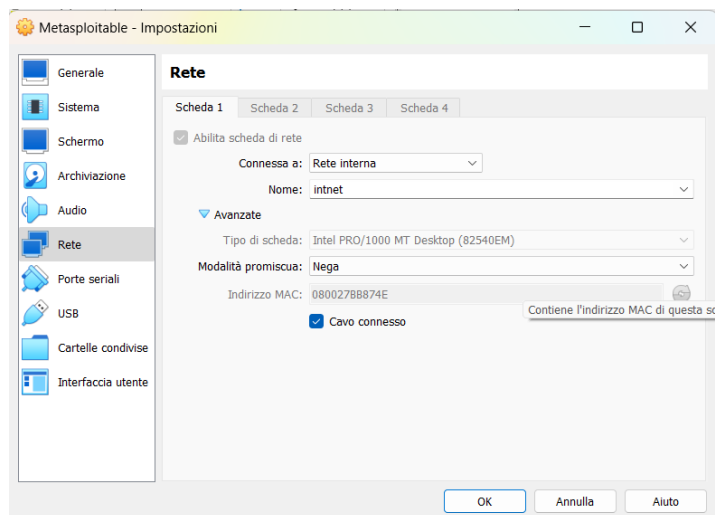 Metasploitable - Impostazioni
Generale
Sistema
Schermo
Archiviazione
Audio
Rete
Porte seriali
USB
Cartelle condivise
Interfaccia utente
Rete
Scheda 1 Scheda 2 Scheda 3 Scheda 4
Abilita scheda di rete
Connessa a: Rete interna
Nome: intnet
Avanzate
Tipo di scheda: Intel PRO/1000 MT Desktop (82540EM)
Modalità promiscua: Nega
Indirizzo MAC: 080027BB874E
Contiene l'indirizzo MAC di questa sc
Cavo connesso
OK Annulla Aiuto